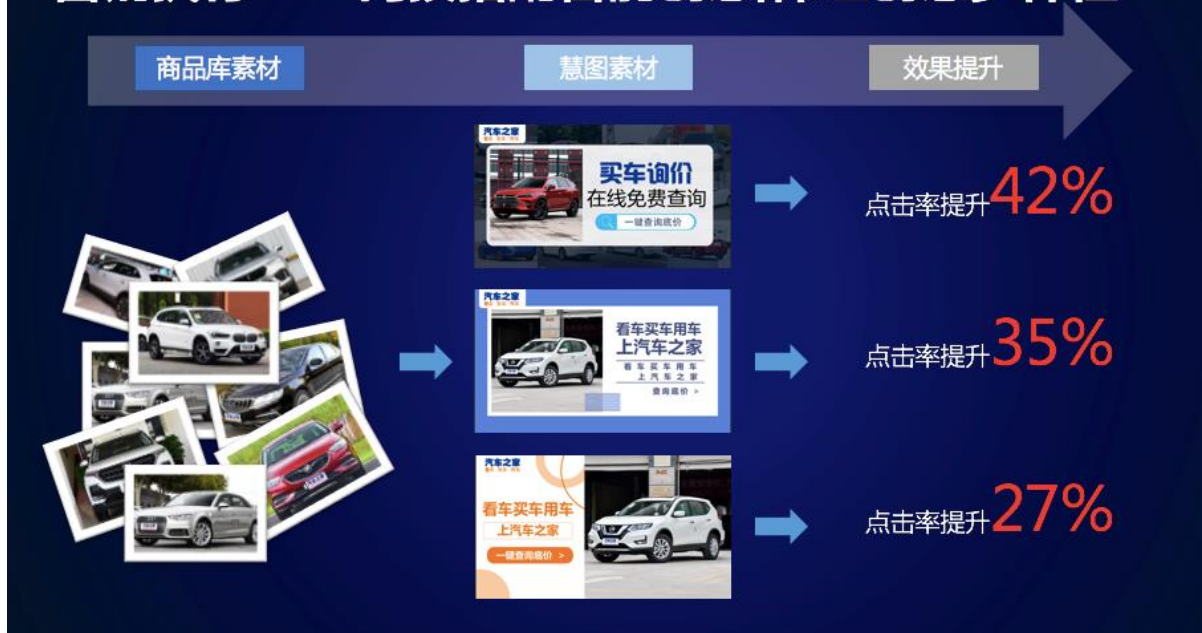 商品库素材
慧图素材
效果提升
汽车之家
买车询价
在线免费查询
一键查询底价
点击率提升42%
汽车之家
看车买车用车
上汽车之家
看车买车用车
上汽车之家
查询底价 >
点击率提升35%
汽车之家
看车买车用车
上汽车之家
一键查询底价 >
点击率提升27%